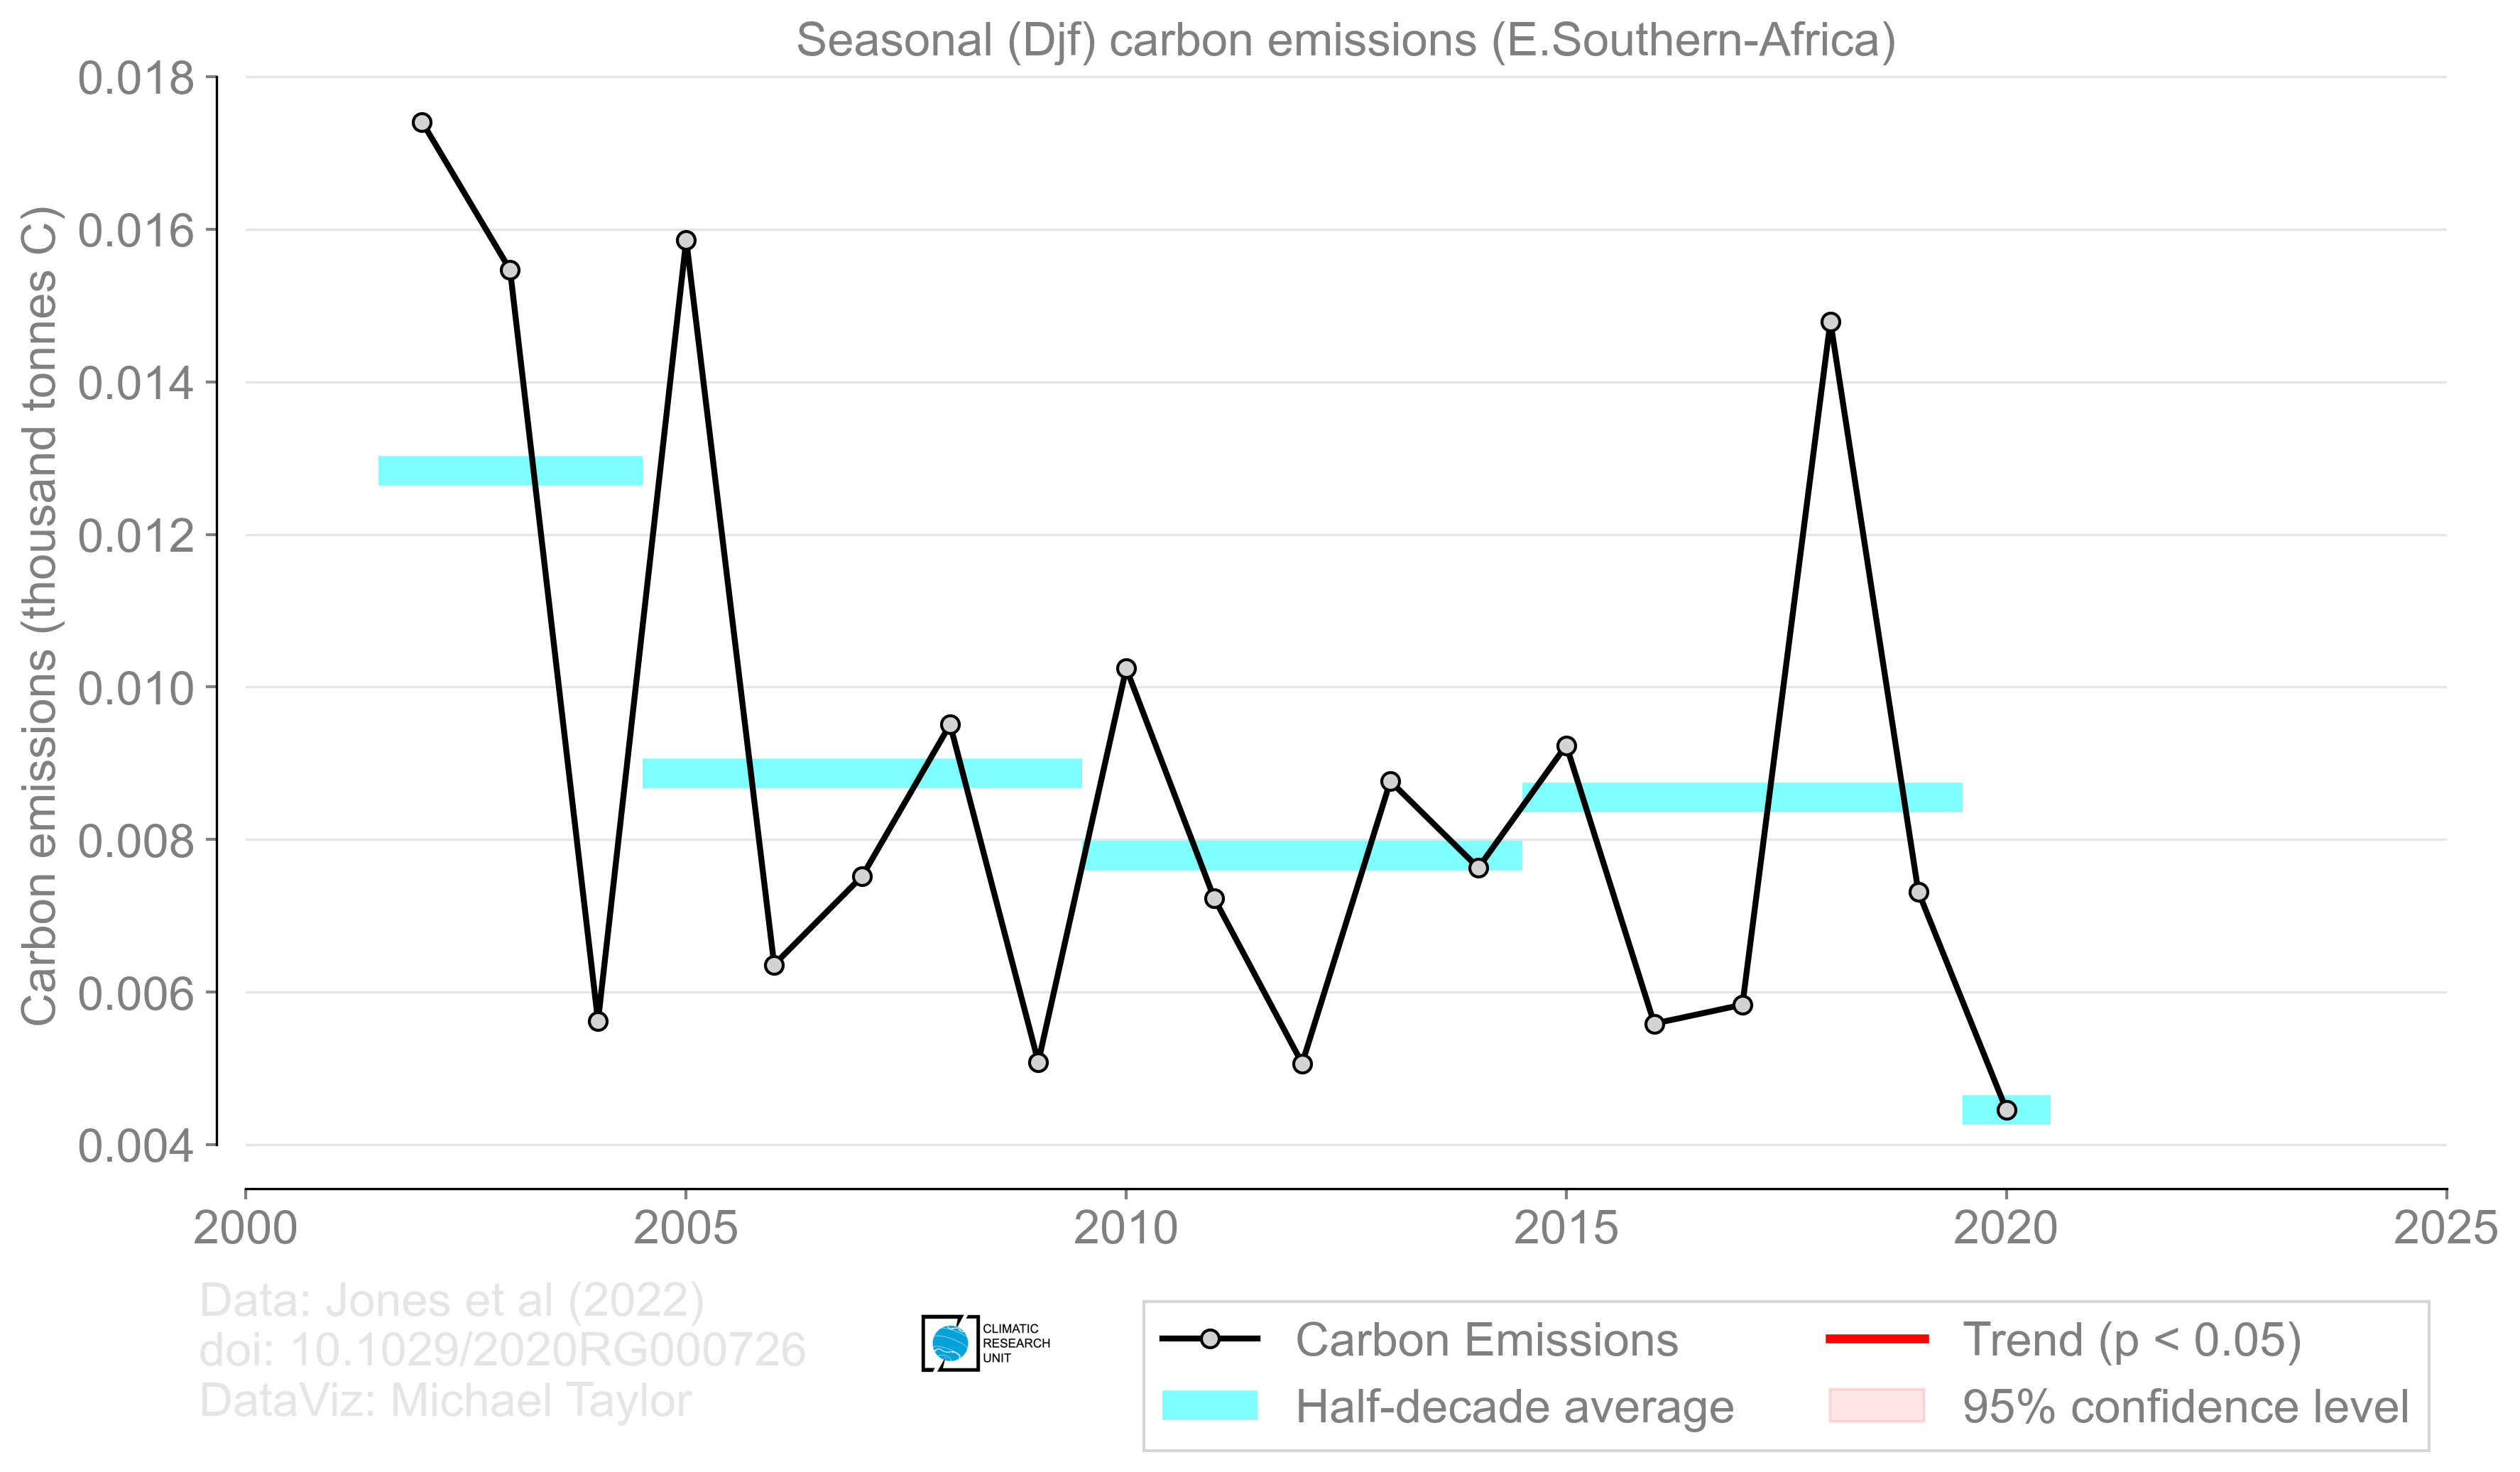 Seasonal (Djf) carbon emissions (E.Southern-Africa)
Carbon emissions (thousand tonnes C)
0.018
0.016
0.014
0.012
0.010
0.008
0.006
0.004
2000 2005 2010 2015 2020 2025
Data: Jones et al (2022)
doi: 10.1029/2020RG000726
DataViz: Michael Taylor
CLIMATIC
RESEARCH
UNIT
Carbon Emissions
Half-decade average
Trend (p < 0.05)
95% confidence level